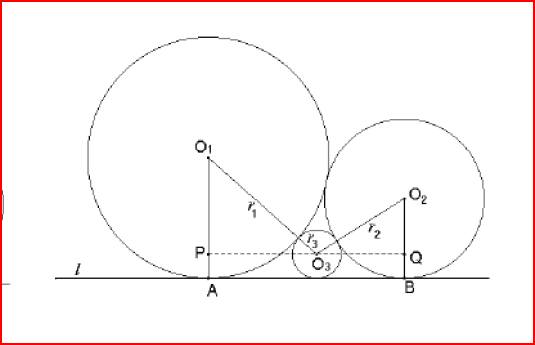 O₁
r₁
O₂
r₂
r₃
P
O₃
Q
l
A
B